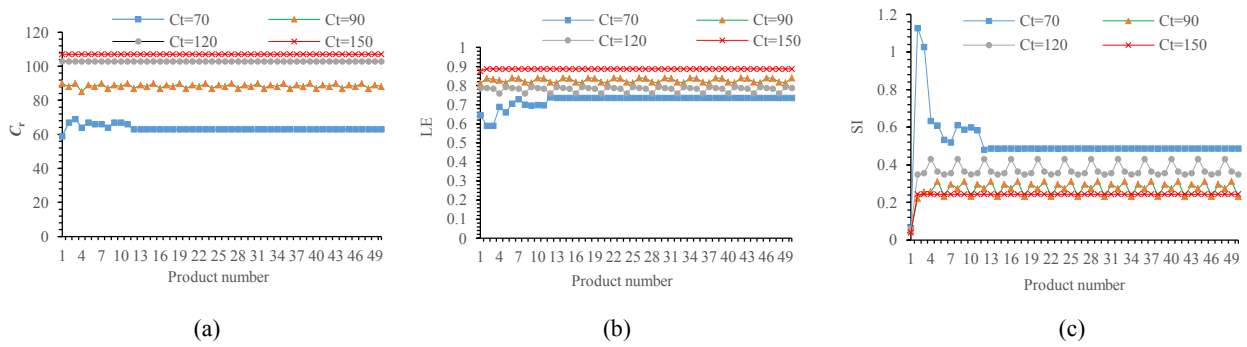 Ct=70 Ct=90
Ct=120 Ct=150
120
100
80
60
40
20
0
C_r
1 4 7 10 13 16 19 22 25 28 31 34 37 40 43 46 49
Product number
(a)
Ct=70 Ct=90
Ct=120 Ct=150
1
0.9
0.8
0.7
0.6
0.5
0.4
0.3
0.2
0.1
0
LE
1 4 7 10 13 16 19 22 25 28 31 34 37 40 43 46 49
Product number
(b)
Ct=70 Ct=90
Ct=120 Ct=150
1.2
1
0.8
0.6
0.4
0.2
0
SI
1 4 7 10 13 16 19 22 25 28 31 34 37 40 43 46 49
Product number
(c)